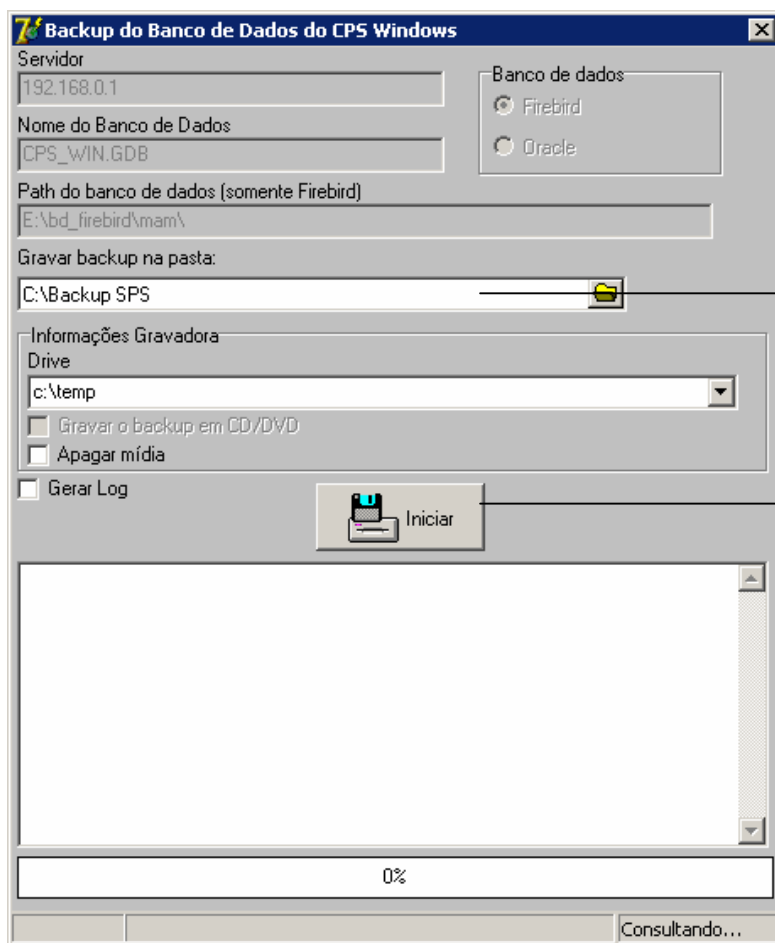 Backup do Banco de Dados do CPS Windows
Servidor
192.168.0.1
Banco de dados
Firebird
Oracle
Nome do Banco de Dados
CPS_WIN.GDB
Path do banco de dados (somente Firebird)
E:\bd_firebird\mam\
Gravar backup na pasta:
C:\Backup SPS
Informações Gravadora
Drive
c:\temp
Gravar o backup em CD/DVD
Apagar mídia
Gerar Log
Iniciar
0%
Consultando...